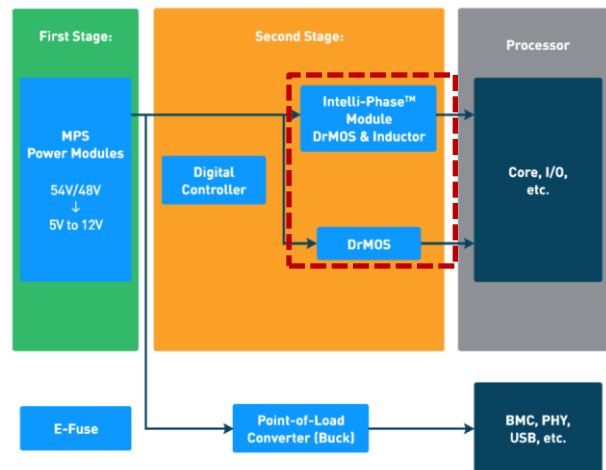 First Stage:
Second Stage:
Processor
MPS
Power Modules
54V/48V
↓
5V to 12V
Digital
Controller
Intelli-Phase™
Module
DrMOS & Inductor
DrMOS
Core, I/O,
etc.
E-Fuse
Point-of-Load
Converter (Buck)
BMC, PHY,
USB, etc.